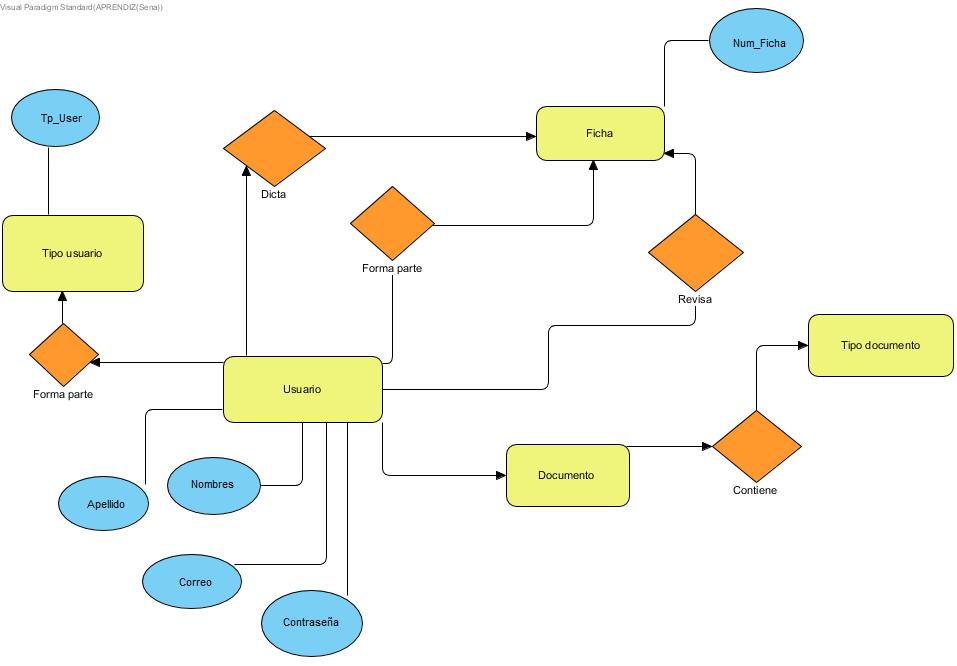 Visual Paradigm Standard(APRENDIZ(Sena))
Num_Ficha
Tp_User
Ficha
Dicta
Tipo usuario
Forma parte
Revisa
Tipo documento
Forma parte
Usuario
Documento
Contiene
Nombres
Apellido
Correo
Contraseña